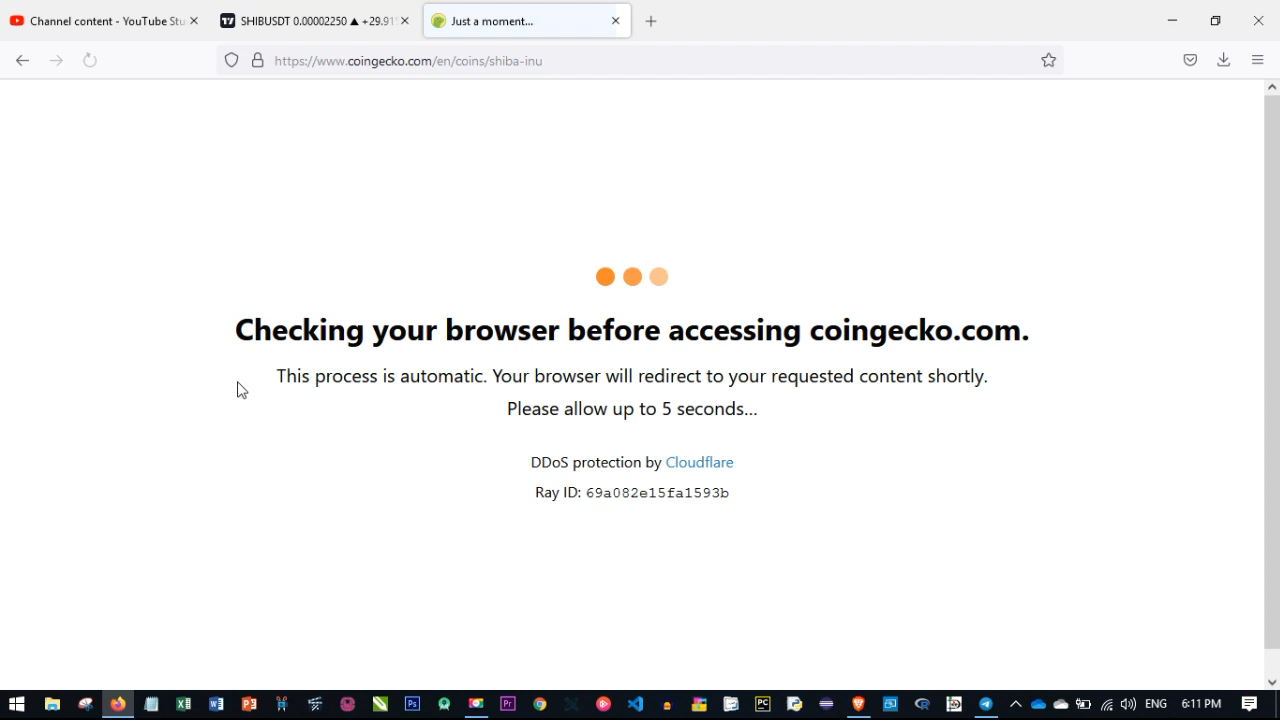 Channel content - YouTube Stu
SHIBUSDT 0.00002250 ▲ +29.91
Just a moment...
https://www.coingecko.com/en/coins/shiba-inu
Checking your browser before accessing coingecko.com.
This process is automatic. Your browser will redirect to your requested content shortly.
Please allow up to 5 seconds...
DDoS protection by Cloudflare
Ray ID: 69a082e15fa1593b
ENG
6:11 PM